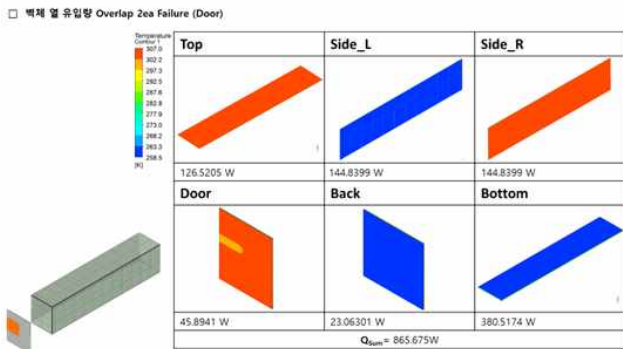 □ 벽체 열 유입량 Overlap 2ea Failure (Door)
Temperature
Contour 1
307.0
302.2
297.3
292.5
287.6
282.8
277.9
273.0
268.2
263.3
258.5
[K]
Top Side_L Side_R
126.5205 W 144.8399 W 144.8399 W
Door Back Bottom
45.8941 W 23.06301 W 380.5174 W
QSum= 865.675W